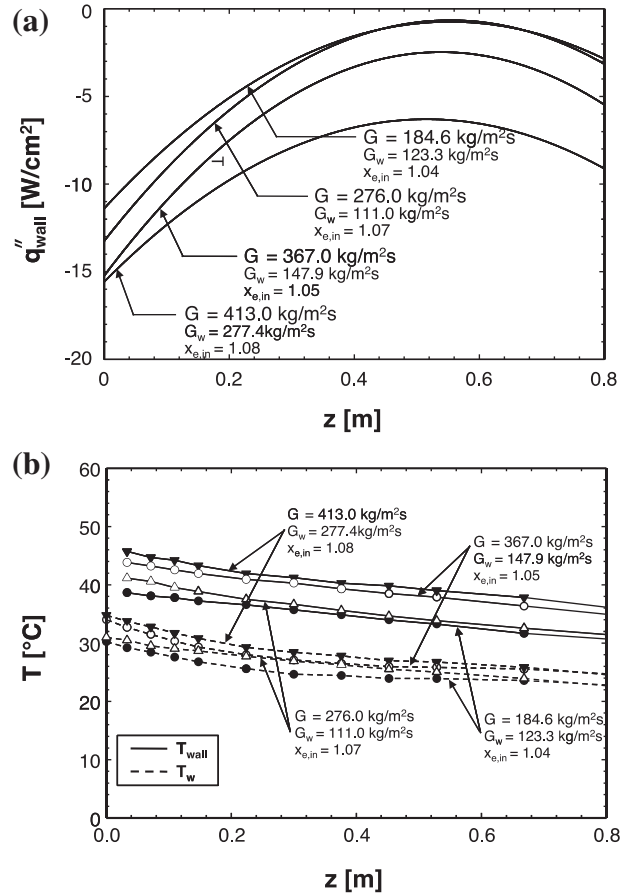 (a)
0
-5
-10
-15
-20
q″wall [W/cm²]
G = 184.6 kg/m²s
Gw = 123.3 kg/m²s
xe,in = 1.04
G = 276.0 kg/m²s
Gw = 111.0 kg/m²s
xe,in = 1.07
G = 367.0 kg/m²s
Gw = 147.9 kg/m²s
xe,in = 1.05
G = 413.0 kg/m²s
Gw = 277.4kg/m²s
xe,in = 1.08
0 0.2 0.4 0.6 0.8
z [m]
(b)
60
50
40
30
20
10
0
T [°C]
G = 413.0 kg/m²s
Gw = 277.4kg/m²s
xe,in = 1.08
G = 367.0 kg/m²s
Gw = 147.9 kg/m²s
xe,in = 1.05
G = 276.0 kg/m²s
Gw = 111.0 kg/m²s
xe,in = 1.07
G = 184.6 kg/m²s
Gw = 123.3 kg/m²s
xe,in = 1.04
Twall
Tw
0.0 0.2 0.4 0.6 0.8
z [m]